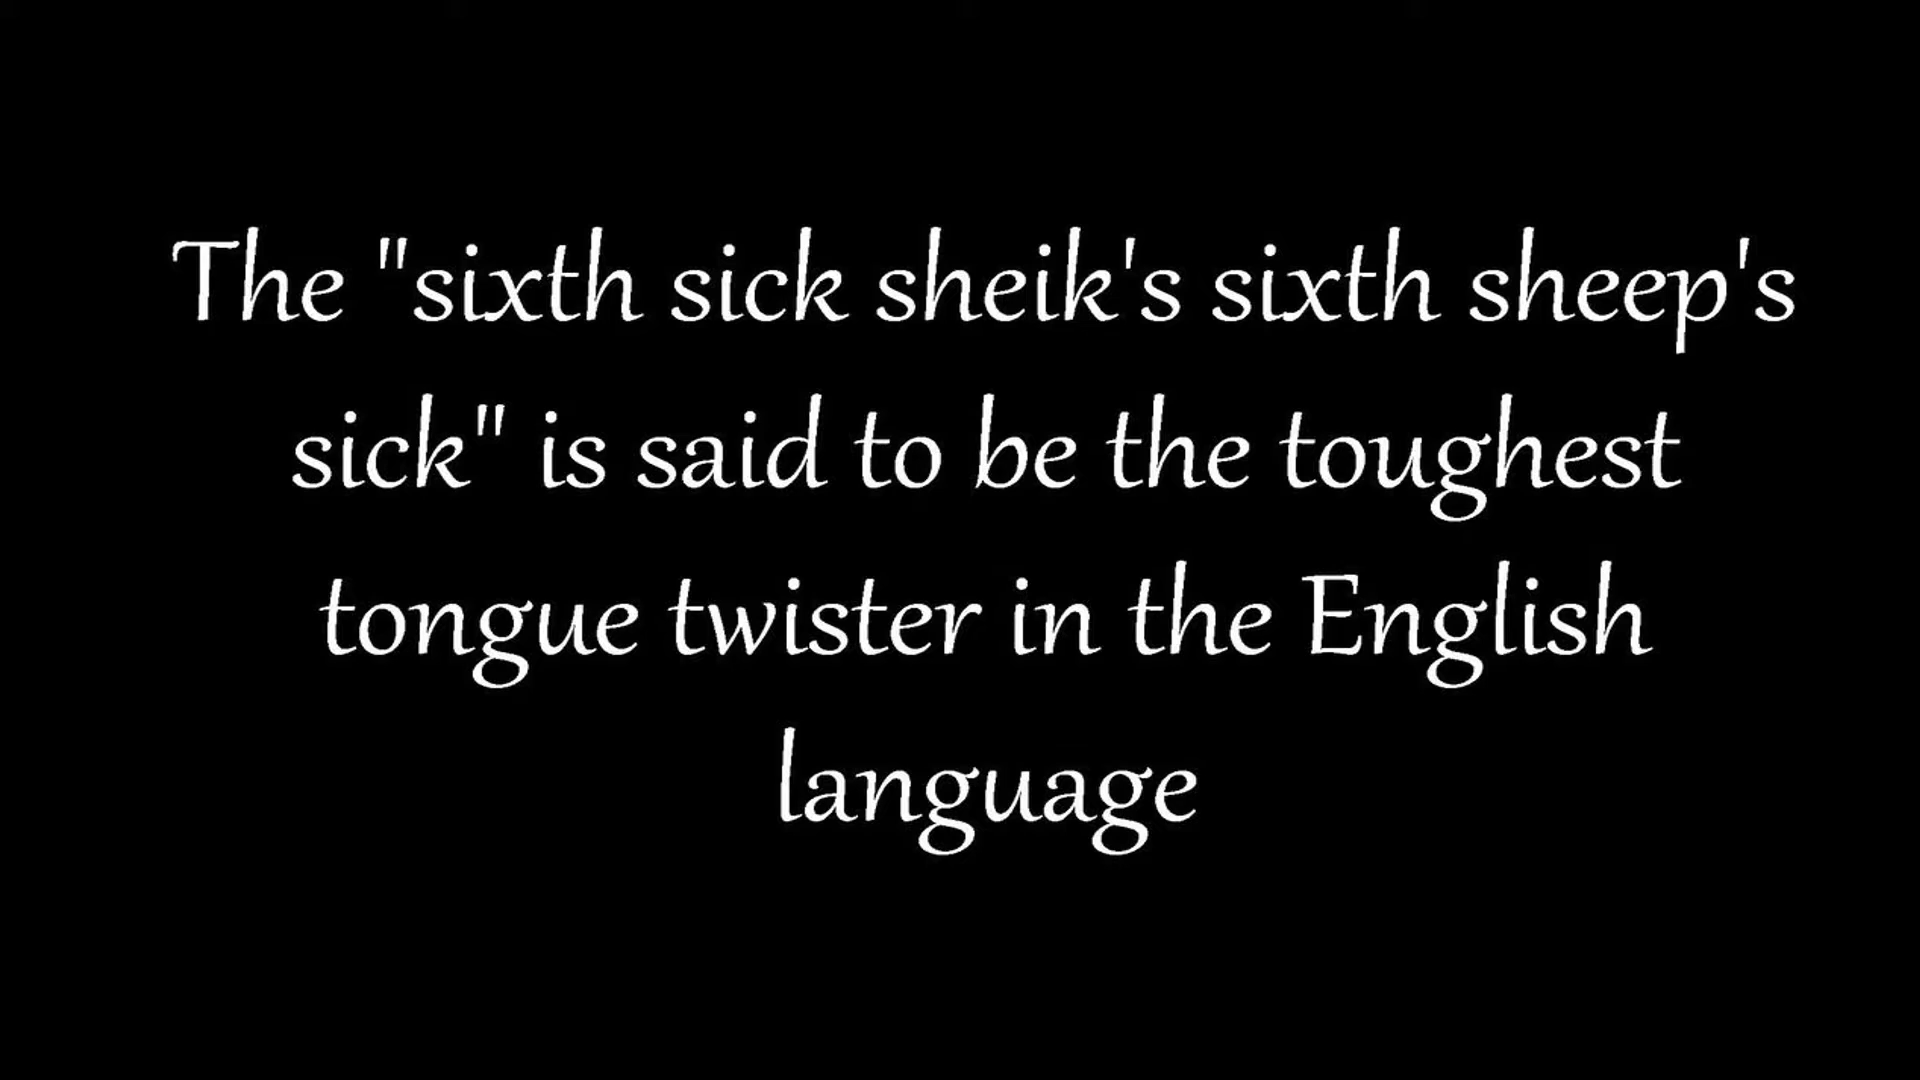 The "sixth sick sheik's sixth sheep's
sick" is said to be the toughest
tongue twister in the English
language